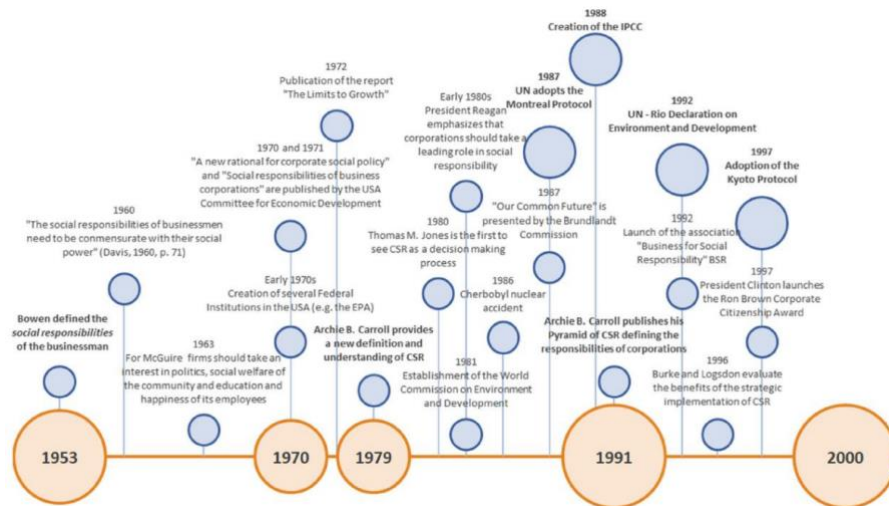 1988
Creation of the IPCC
1972
Publication of the report
"The Limits to Growth"
1987
UN adopts the
Montreal Protocol
Early 1980s
President Reagan
emphasizes that
corporations should take a
leading role in social
responsibility
1992
UN - Rio Declaration on
Environment and Development
1970 and 1971
"A new rational for corporate social policy"
and "Social responsibilities of business
corporations" are published by the USA
Committee for Economic Development
1997
Adoption of the
Kyoto Protocol
1960
"The social responsibilities of businessmen
need to be conmensurate with their social
power" (Davis, 1960, p. 71)
1980
Thomas M. Jones is the first to
see CSR as a decision making
process
1987
"Our Common Future" is
presented by the Brundlandt
Commission
1992
Launch of the association
"Business for Social
Responsibility" BSR
Early 1970s
Creation of several Federal
Institutions in the USA (e.g. the EPA)
1986
Cherbobyl nuclear
accident
1997
President Clinton launches
the Ron Brown Corporate
Citizenship Award
Bowen defined the
social responsibilities
of the businessman
1963
For McGuire firms should take an
interest in politics, social welfare of
the community and education and
happiness of its employees
Archie B. Carroll provides
a new definition and
understanding of CSR
1981
Establishment of the World
Commission on Environment
and Development
Archie B. Carroll publishes his
Pyramid of CSR defining the
responsibilities of corporations
1996
Burke and Logsdon evaluate
the benefits of the strategic
implementation of CSR
1953
1970
1979
1991
2000